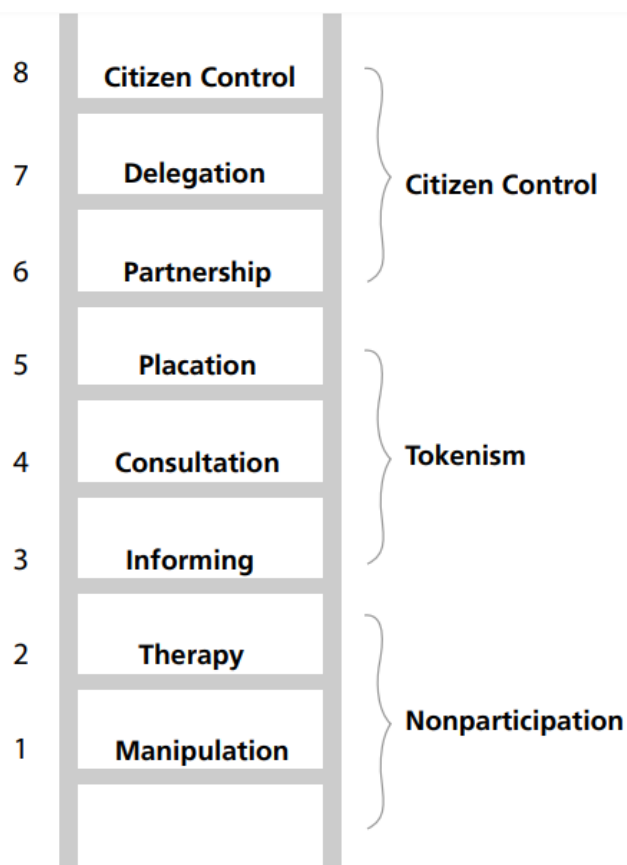 8 Citizen Control
7 Delegation
Citizen Control
6 Partnership
5 Placation
4 Consultation
Tokenism
3 Informing
2 Therapy
Nonparticipation
1 Manipulation